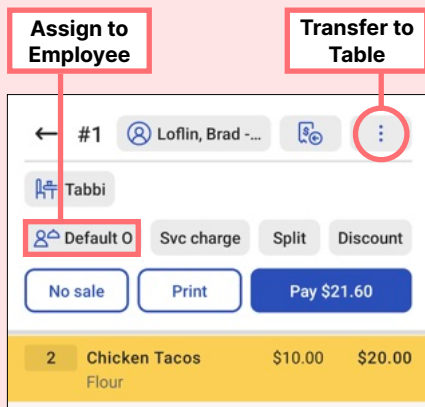 Assign to
Employee
Transfer to
Table
#1 Loflin, Brad -...
Tabbi
Default O Svc charge Split Discount
No sale Print Pay $21.60
2 Chicken Tacos $10.00 $20.00
Flour